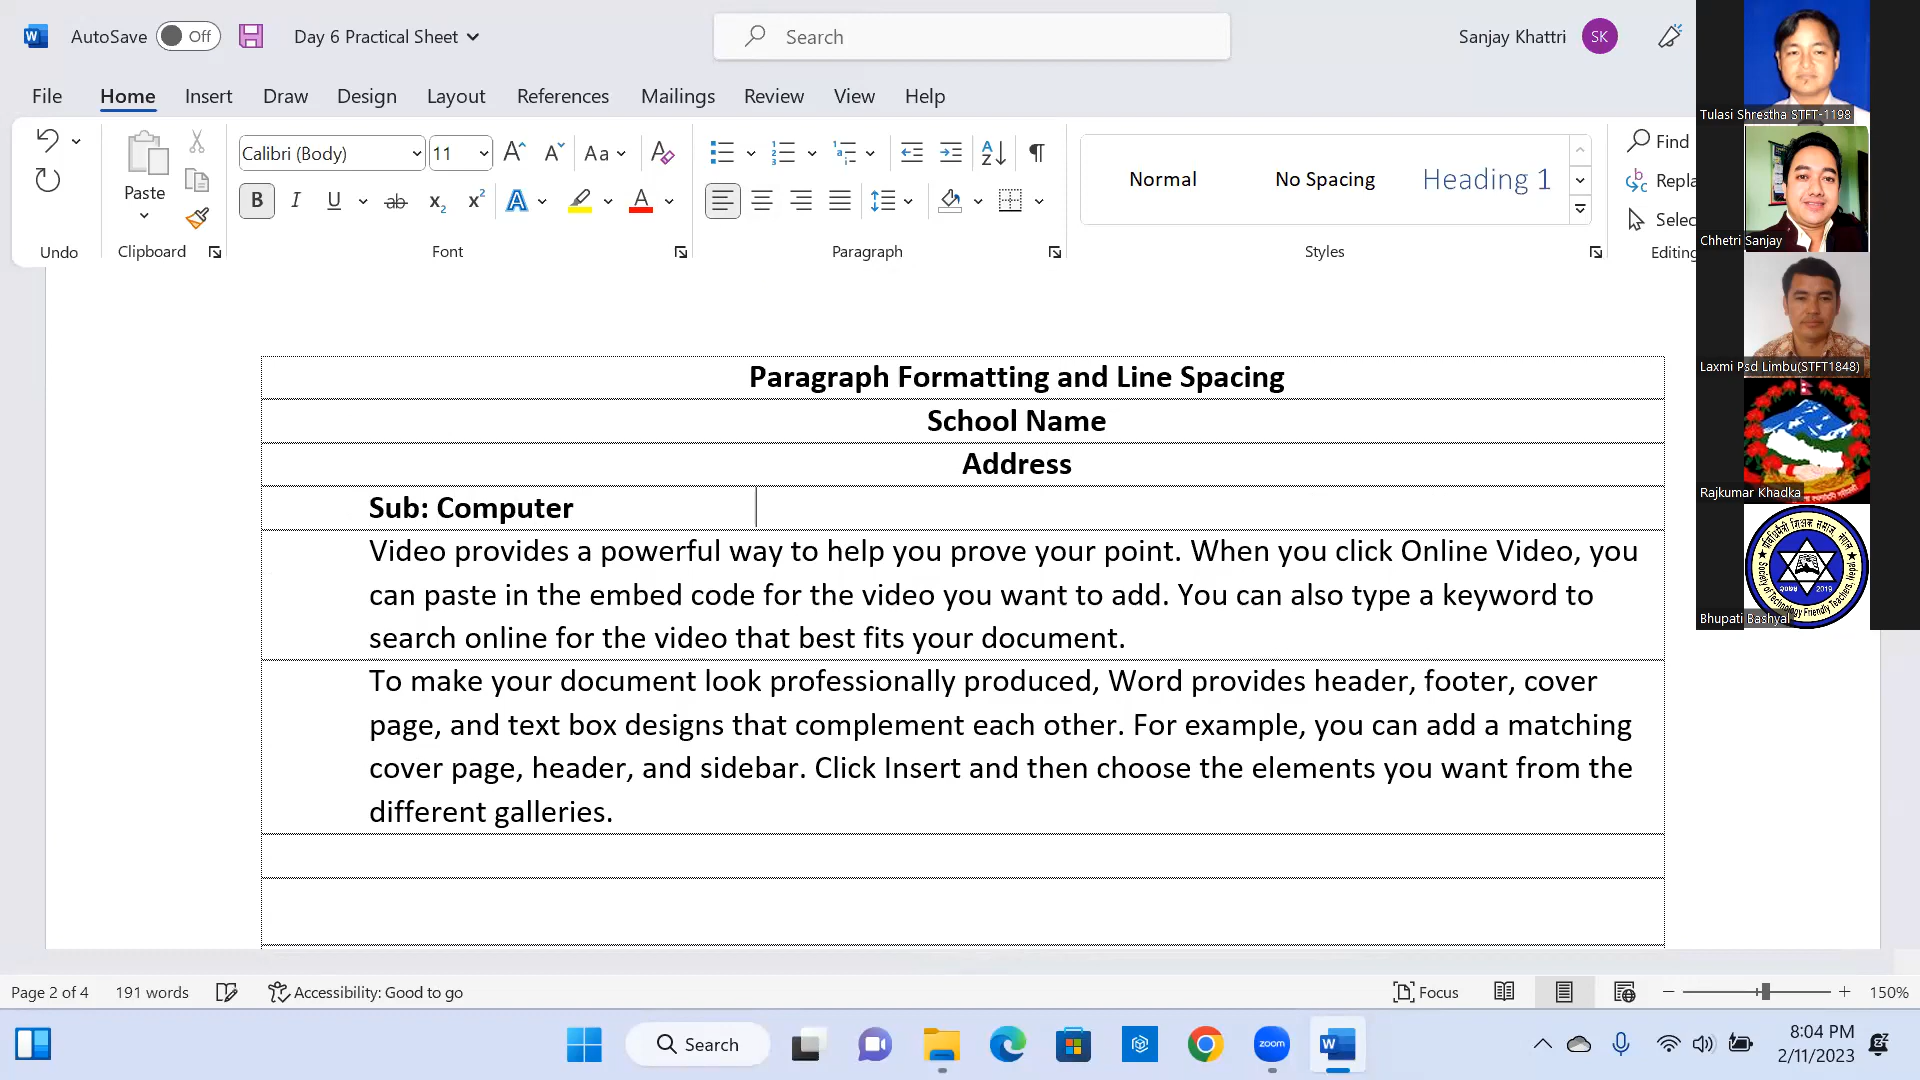 AutoSave Off Day 6 Practical Sheet Search Sanjay Khattri SK
File Home Insert Draw Design Layout References Mailings Review View Help
Calibri (Body) 11 Aa Find
Paste B I U ab Normal No Spacing Heading 1 Repla
Selec
Undo Clipboard Font Paragraph Styles Editing
Tulasi Shrestha STFT-1198
Chhetri Sanjay
Laxmi Psd Limbu(STFT1848)
Rajkumar Khadka
Bhupati Bashyal
Paragraph Formatting and Line Spacing
School Name
Address
Sub: Computer
Video provides a powerful way to help you prove your point. When you click Online Video, you
can paste in the embed code for the video you want to add. You can also type a keyword to
search online for the video that best fits your document.
To make your document look professionally produced, Word provides header, footer, cover
page, and text box designs that complement each other. For example, you can add a matching
cover page, header, and sidebar. Click Insert and then choose the elements you want from the
different galleries.
Page 2 of 4 191 words Accessibility: Good to go Focus 150%
Search zoom 8:04 PM
2/11/2023